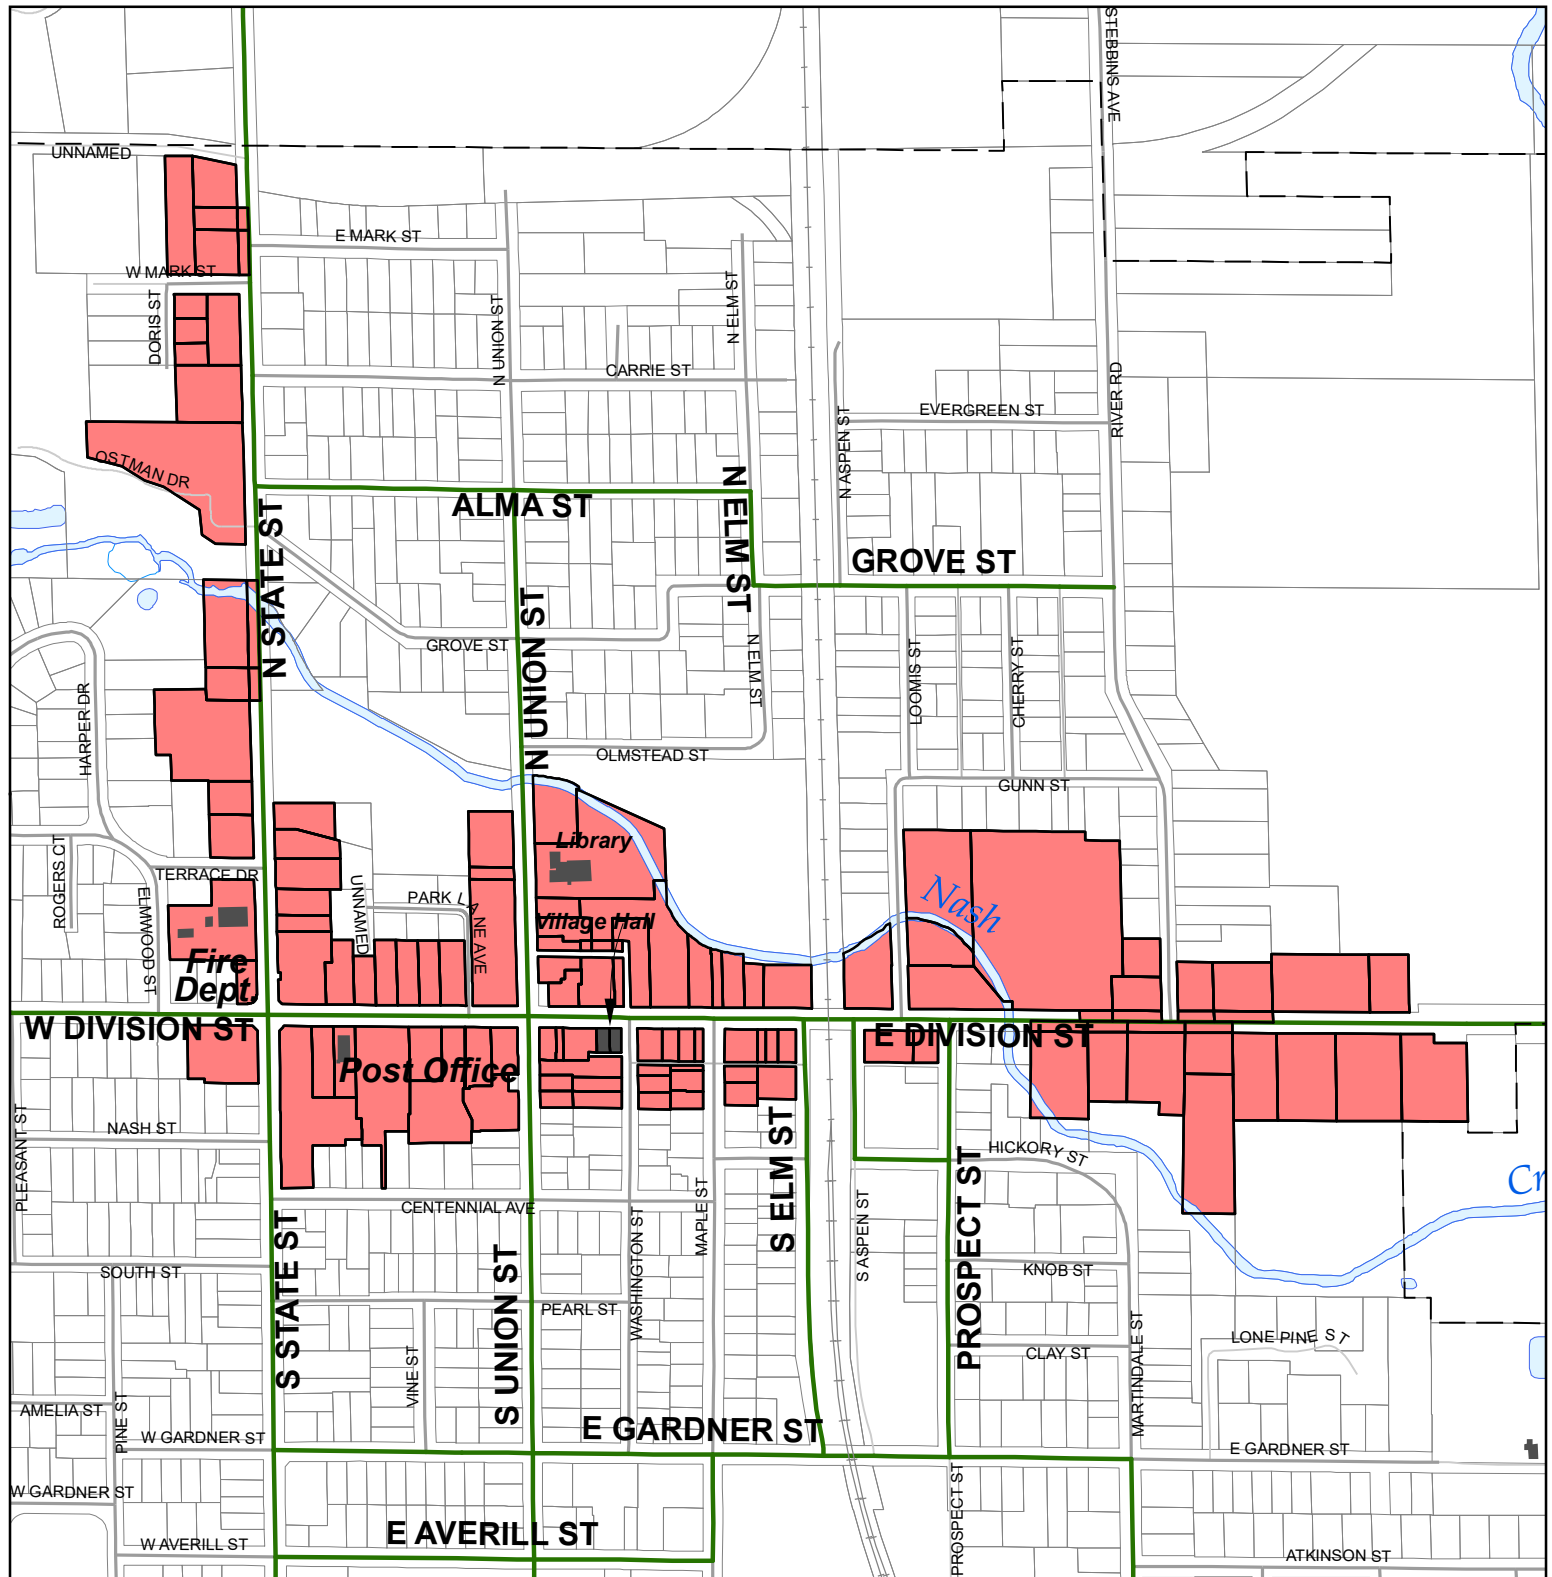 STEBBINS AVE
UNNAMED
E MARK ST
W MARK ST
DORIS ST
N UNION ST
N ELM ST
CARRIE ST
RIVER RD
EVERGREEN ST
N ASPEN ST
OSTMAN DR
ALMA ST
N ELM ST
N STATE ST
GROVE ST
N UNION ST
GROVE ST
N ELM ST
LOOMIS ST
CHERRY ST
HARPER DR
OLMSTEAD ST
GUNN ST
Library
ROGERS CT
TERRACE DR
ELMWOOD ST
UNNAMED
PARK LANE AVE
Village Hall
Nash
Fire
Dept.
W DIVISION ST
E DIVISION ST
Post Office
PLEASANT ST
NASH ST
S ELM ST
HICKORY ST
PROSPECT ST
Cr
CENTENNIAL AVE
WASHINGTON ST
MAPLE ST
S ASPEN ST
S STATE ST
SOUTH ST
S UNION ST
KNOB ST
PEARL ST
VINE ST
CLAY ST
MARTINDALE ST
LONE PINE ST
AMELIA ST
PINE ST
W GARDNER ST
E GARDNER ST
E GARDNER ST
W GARDNER ST
E AVERILL ST
PROSPECT ST
W AVERILL ST
ATKINSON ST